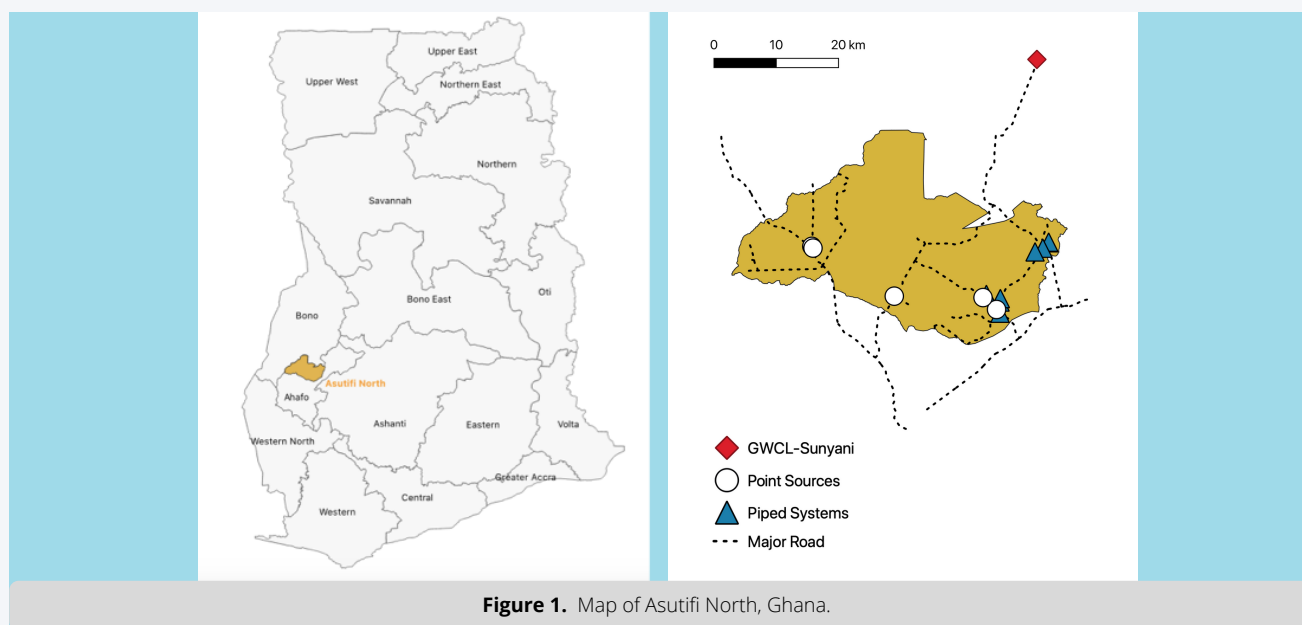 Upper East
Upper West
Northern East
Northern
Savannah
Bono East
Oti
Bono
Asutifi North
Ahafo
Ashanti
Eastern
Volta
Western North
Greater Accra
Central
Western
0 10 20 km
GWCL-Sunyani
Point Sources
Piped Systems
Major Road
Figure 1. Map of Asutifi North, Ghana.